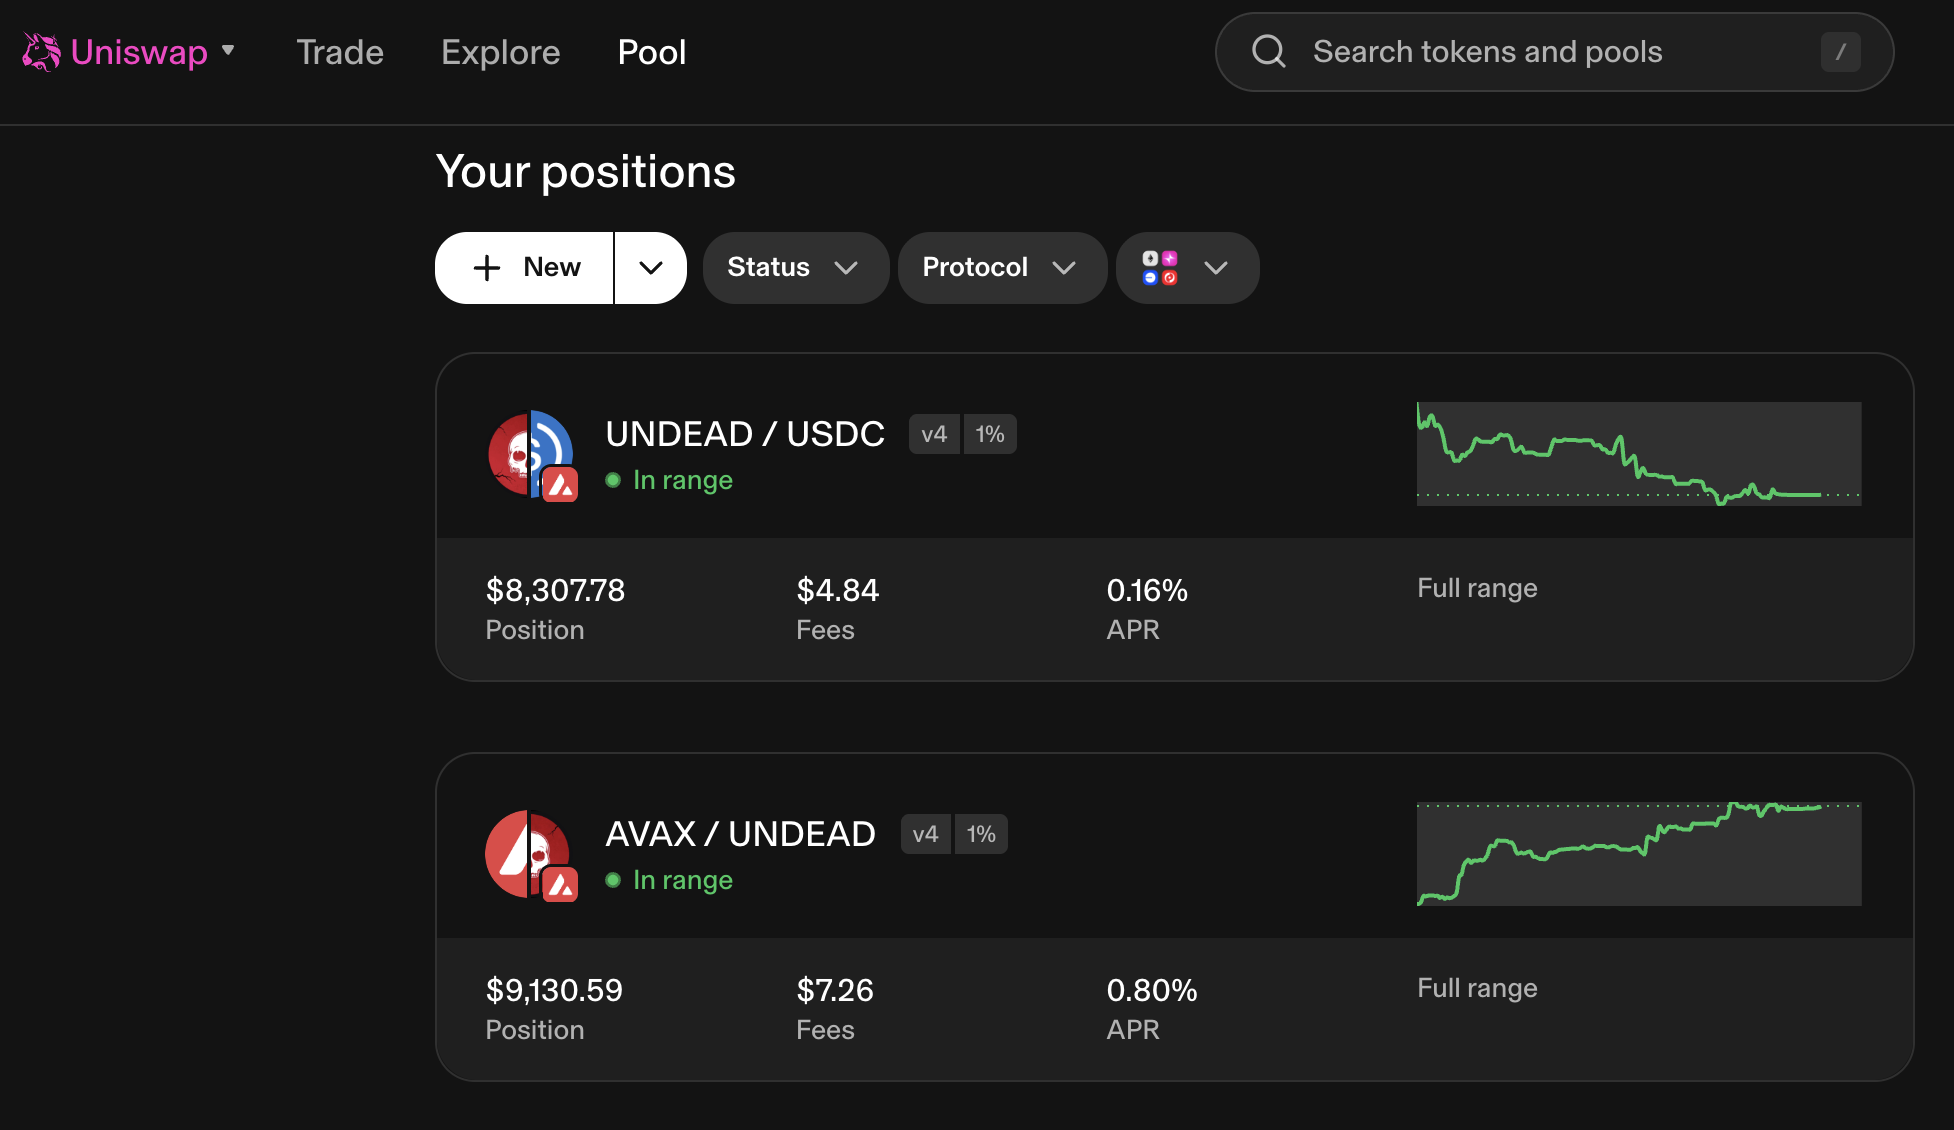 Uniswap Trade Explore Pool Search tokens and pools /
Your positions
New Status Protocol
UNDEAD / USDC v4 1%
In range
$8,307.78 $4.84 0.16% Full range
Position Fees APR
AVAX / UNDEAD v4 1%
In range
$9,130.59 $7.26 0.80% Full range
Position Fees APR